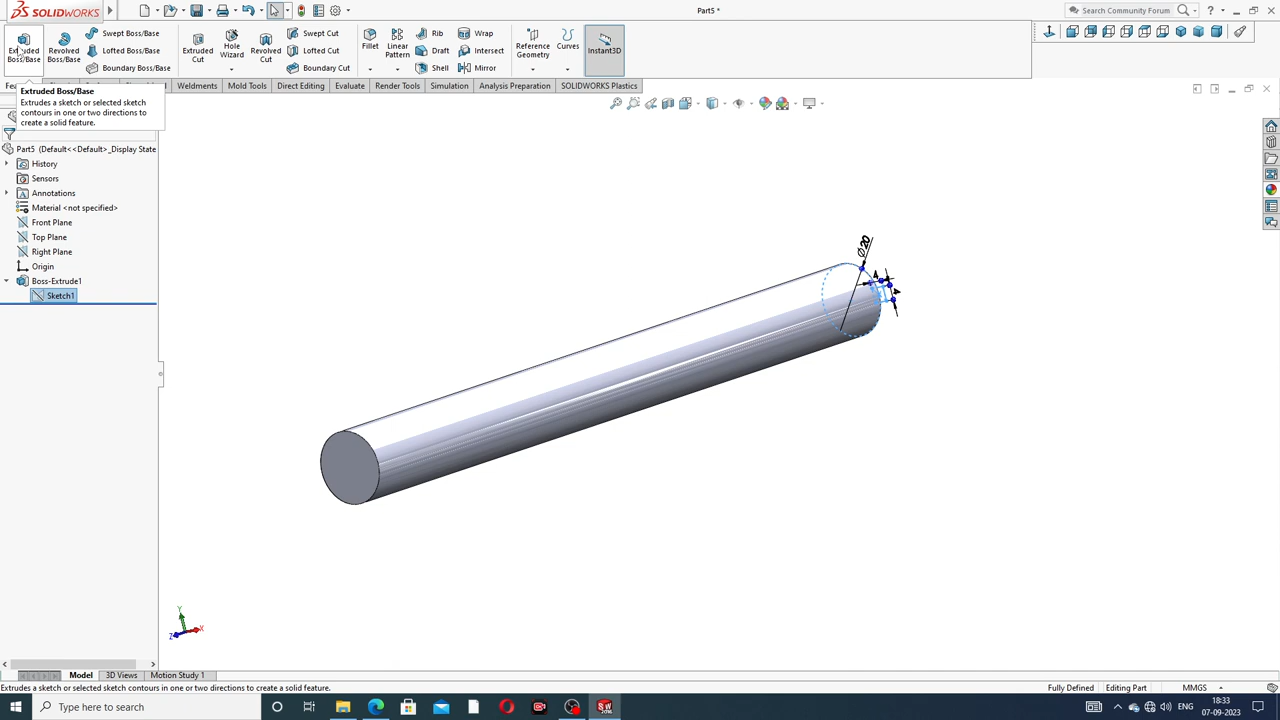 SOLIDWORKS
Part5 *
Search Community Forum
Extruded Boss/Base
Revolved Boss/Base
Swept Boss/Base
Lofted Boss/Base
Boundary Boss/Base
Extruded Cut
Hole Wizard
Revolved Cut
Swept Cut
Lofted Cut
Boundary Cut
Fillet
Linear Pattern
Rib
Draft
Shell
Wrap
Intersect
Mirror
Reference Geometry
Curves
Instant3D
Weldments
Mold Tools
Direct Editing
Evaluate
Render Tools
Simulation
Analysis Preparation
SOLIDWORKS Plastics
Extruded Boss/Base
Extrudes a sketch or selected sketch
contours in one or two directions to
create a solid feature.
Part5 (Default<<Default>_Display State
History
Sensors
Annotations
Material <not specified>
Front Plane
Top Plane
Right Plane
Origin
Boss-Extrude1
Sketch1
Ø20
4
4
Y
X
Z
Model
3D Views
Motion Study 1
Extrudes a sketch or selected sketch contours in one or two directions to create a solid feature.
Fully Defined
Editing Part
MMGS
Type here to search
ENG
18:33
07-09-2023